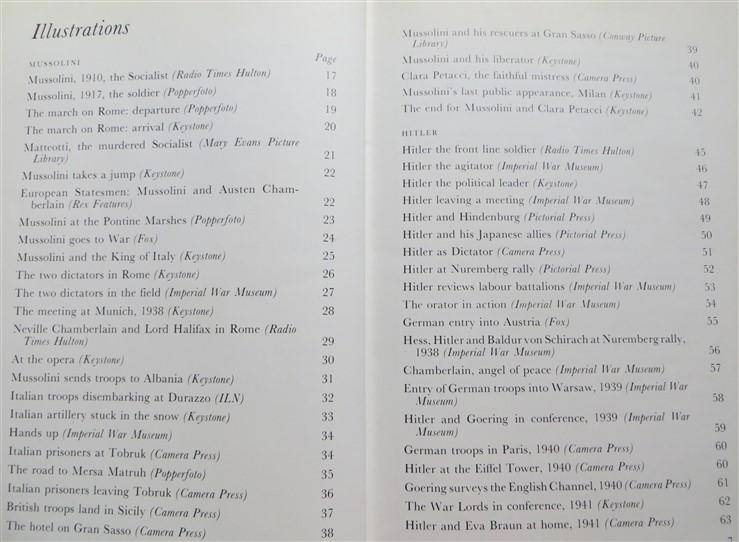 Illustrations
MUSSOLINI Page
Mussolini, 1910, the Socialist (Radio Times Hulton) 17
Mussolini, 1917, the soldier (Popperfoto) 18
The march on Rome: departure (Popperfoto) 19
The march on Rome: arrival (Keystone) 20
Matteotti, the murdered Socialist (Mary Evans Picture
Library) 21
Mussolini takes a jump (Keystone) 22
European Statesmen: Mussolini and Austen Cham-
berlain (Rex Features) 22
Mussolini at the Pontine Marshes (Popperfoto) 23
Mussolini goes to War (Fox) 24
Mussolini and the King of Italy (Keystone) 25
The two dictators in Rome (Keystone) 26
The two dictators in the field (Imperial War Museum) 27
The meeting at Munich, 1938 (Keystone) 28
Neville Chamberlain and Lord Halifax in Rome (Radio
Times Hulton) 29
At the opera (Keystone) 30
Mussolini sends troops to Albania (Keystone) 31
Italian troops disembarking at Durazzo (ILN) 32
Italian artillery stuck in the snow (Keystone) 33
Hands up (Imperial War Museum) 34
Italian prisoners at Tobruk (Camera Press) 34
The road to Mersa Matruh (Popperfoto) 35
Italian prisoners leaving Tobruk (Camera Press) 36
British troops land in Sicily (Camera Press) 37
The hotel on Gran Sasso (Camera Press) 38
Mussolini and his rescuers at Gran Sasso (Conway Picture
Library) 39
Mussolini and his liberator (Keystone) 40
Clara Petacci, the faithful mistress (Camera Press) 40
Mussolini's last public appearance, Milan (Keystone) 41
The end for Mussolini and Clara Petacci (Keystone) 42
HITLER
Hitler the front line soldier (Radio Times Hulton) 45
Hitler the agitator (Imperial War Museum) 46
Hitler the political leader (Keystone) 47
Hitler leaving a meeting (Imperial War Museum) 48
Hitler and Hindenburg (Pictorial Press) 49
Hitler and his Japanese allies (Pictorial Press) 50
Hitler as Dictator (Camera Press) 51
Hitler at Nuremberg rally (Pictorial Press) 52
Hitler reviews labour battalions (Imperial War Museum) 53
The orator in action (Imperial War Museum) 54
German entry into Austria (Fox) 55
Hess, Hitler and Baldur von Schirach at Nuremberg rally,
1938 (Imperial War Museum) 56
Chamberlain, angel of peace (Imperial War Museum) 57
Entry of German troops into Warsaw, 1939 (Imperial War
Museum) 58
Hitler and Goering in conference, 1939 (Imperial War
Museum) 59
German troops in Paris, 1940 (Camera Press) 60
Hitler at the Eiffel Tower, 1940 (Camera Press) 60
Goering surveys the English Channel, 1940 (Camera Press) 61
The War Lords in conference, 1941 (Keystone) 62
Hitler and Eva Braun at home, 1941 (Camera Press) 63